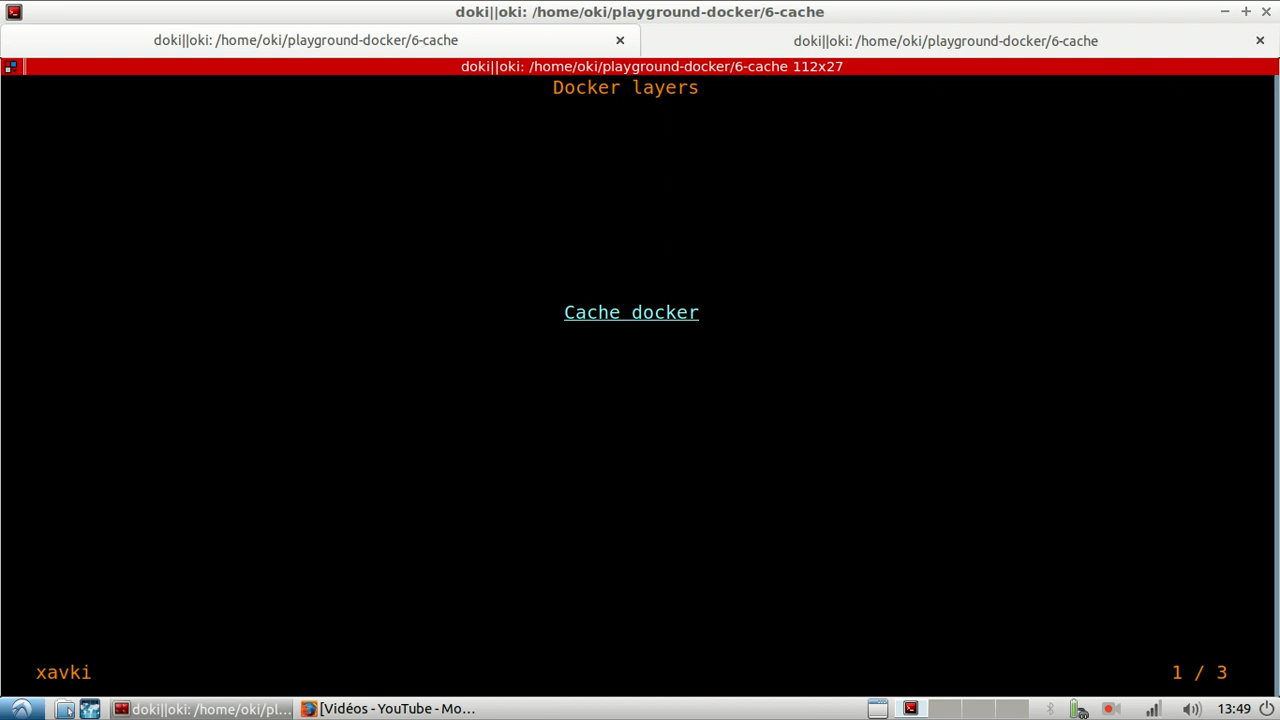 doki||oki: /home/oki/playground-docker/6-cache
doki||oki: /home/oki/playground-docker/6-cache
doki||oki: /home/oki/playground-docker/6-cache
doki||oki: /home/oki/playground-docker/6-cache 112x27
Docker layers
Cache docker
xavki
1 / 3
doki||oki: /home/oki/pl...
[Vidéos - YouTube - Mo...
13:49